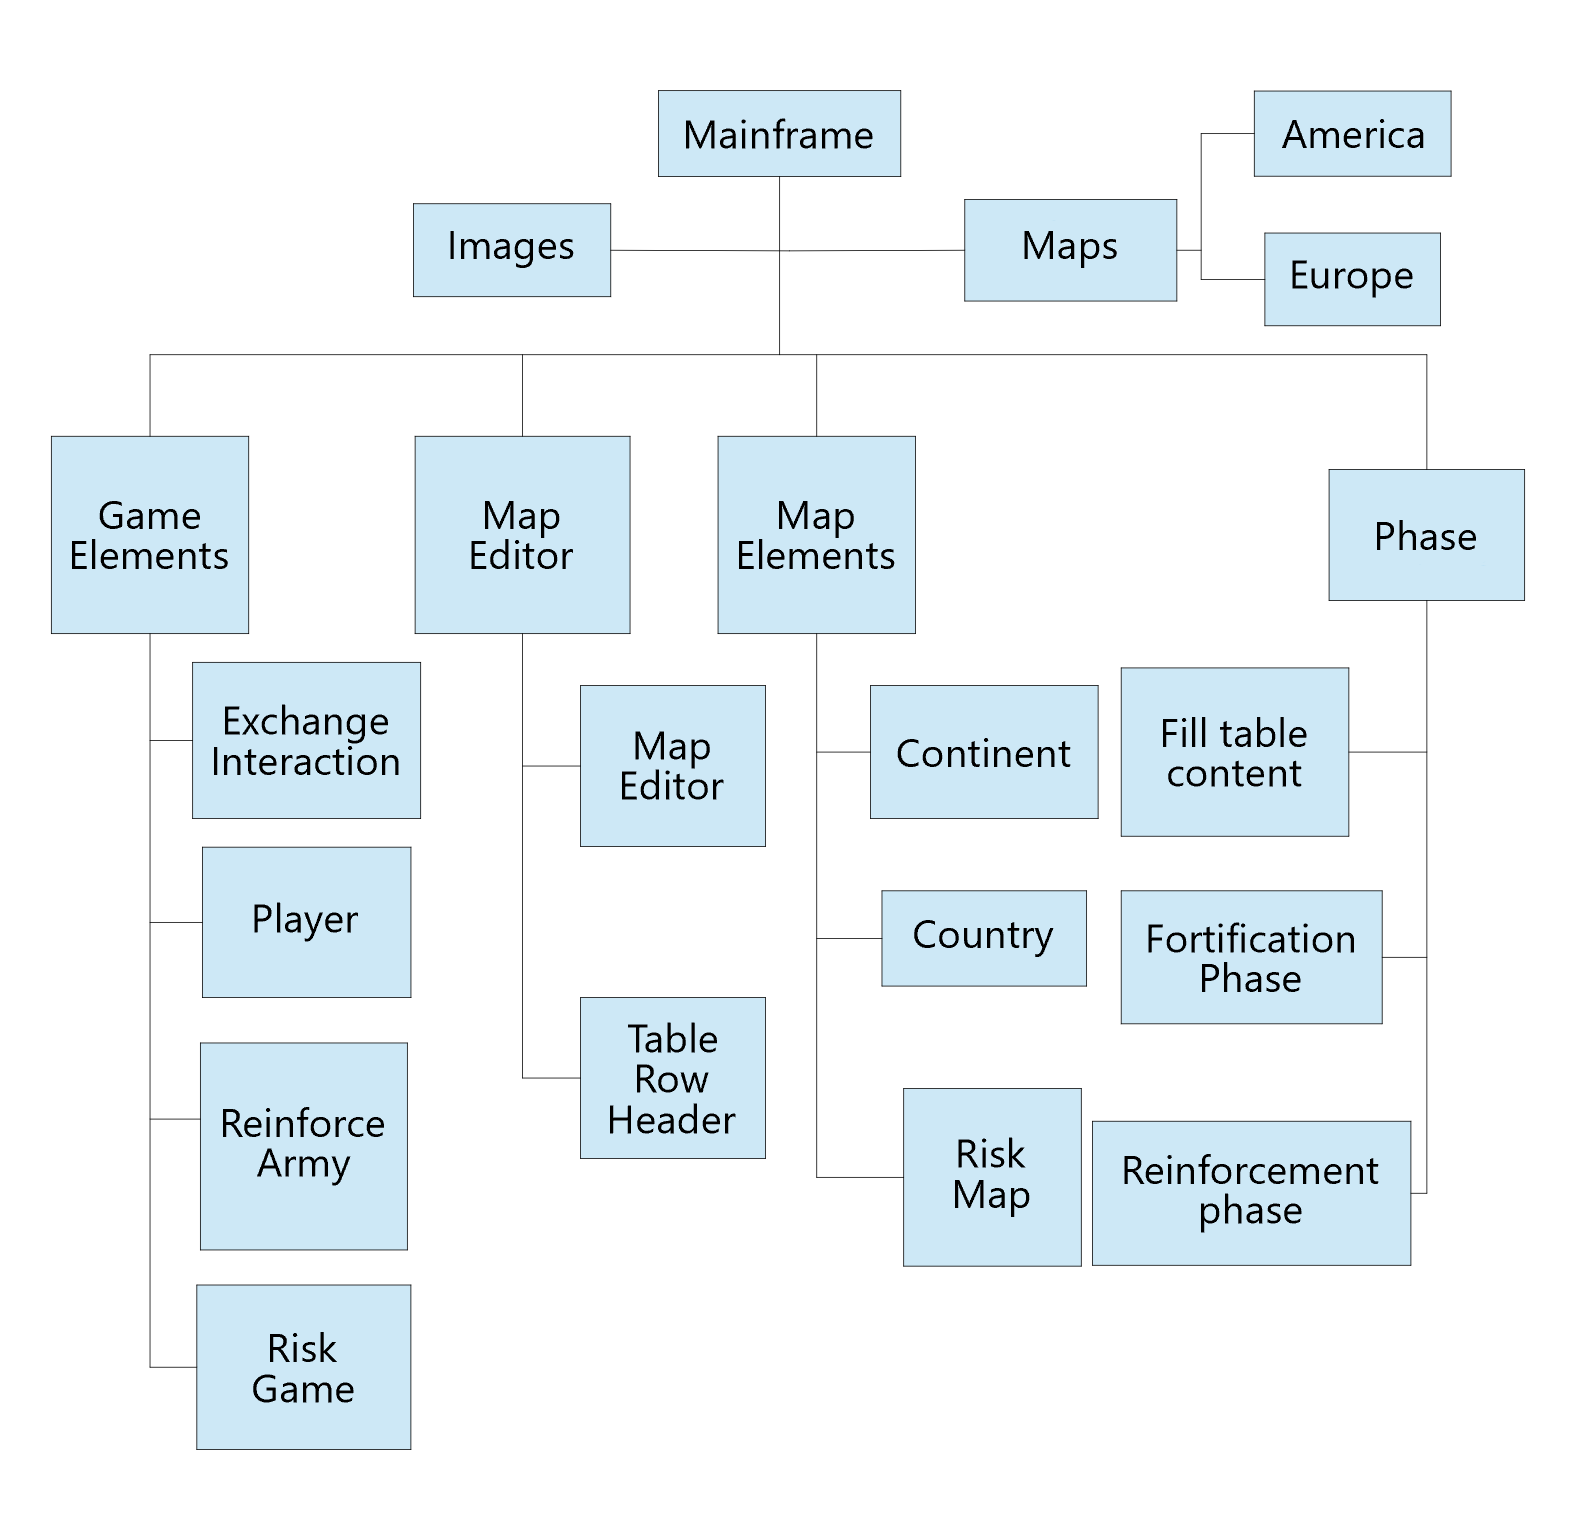 Mainframe
America
Images
Maps
Europe
Game
Elements
Map
Editor
Map
Elements
Phase
Exchange
Interaction
Map
Editor
Continent
Fill table
content
Player
Country
Fortification
Phase
Reinforce
Army
Table
Row
Header
Risk
Map
Reinforcement
phase
Risk
Game